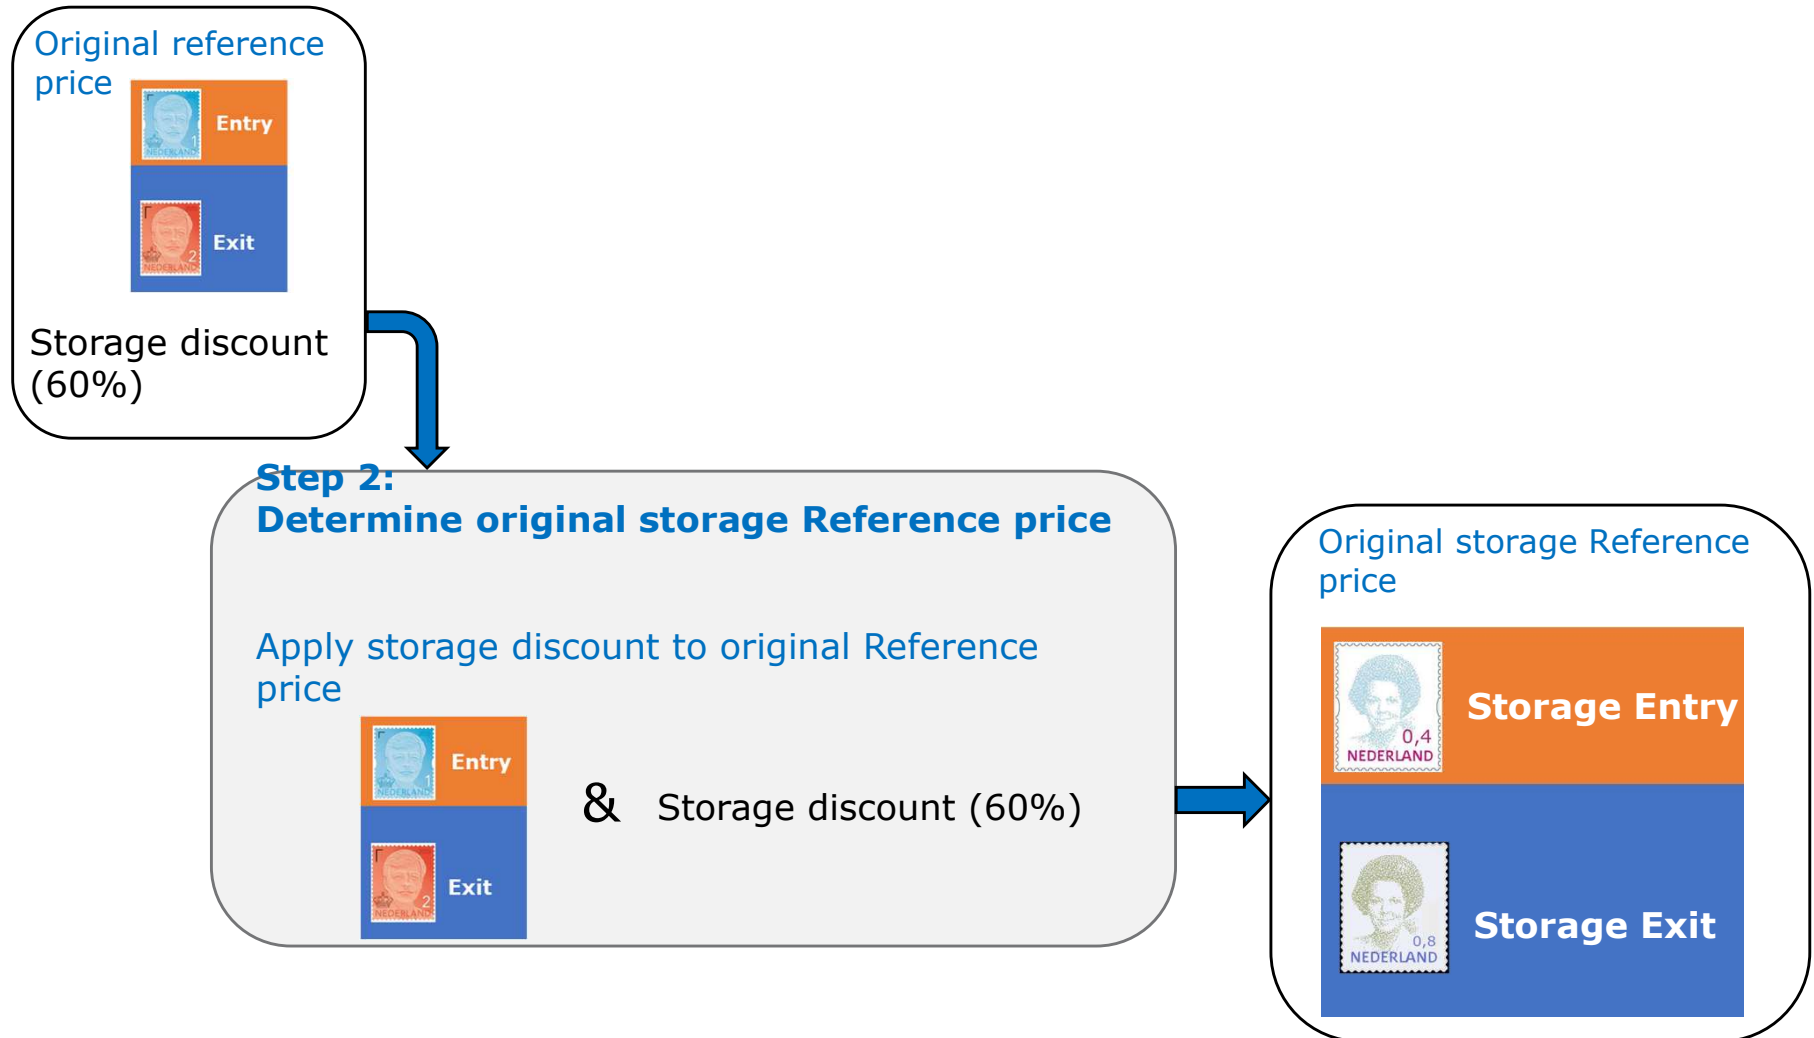 Original reference
price
1
NEDERLAND
Entry
2
NEDERLAND
Exit
Storage discount
(60%)
Step 2:
Determine original storage Reference price
Apply storage discount to original Reference
price
1
NEDERLAND
Entry
2
NEDERLAND
Exit
& Storage discount (60%)
Original storage Reference
price
0,4
NEDERLAND
Storage Entry
0,8
NEDERLAND
Storage Exit